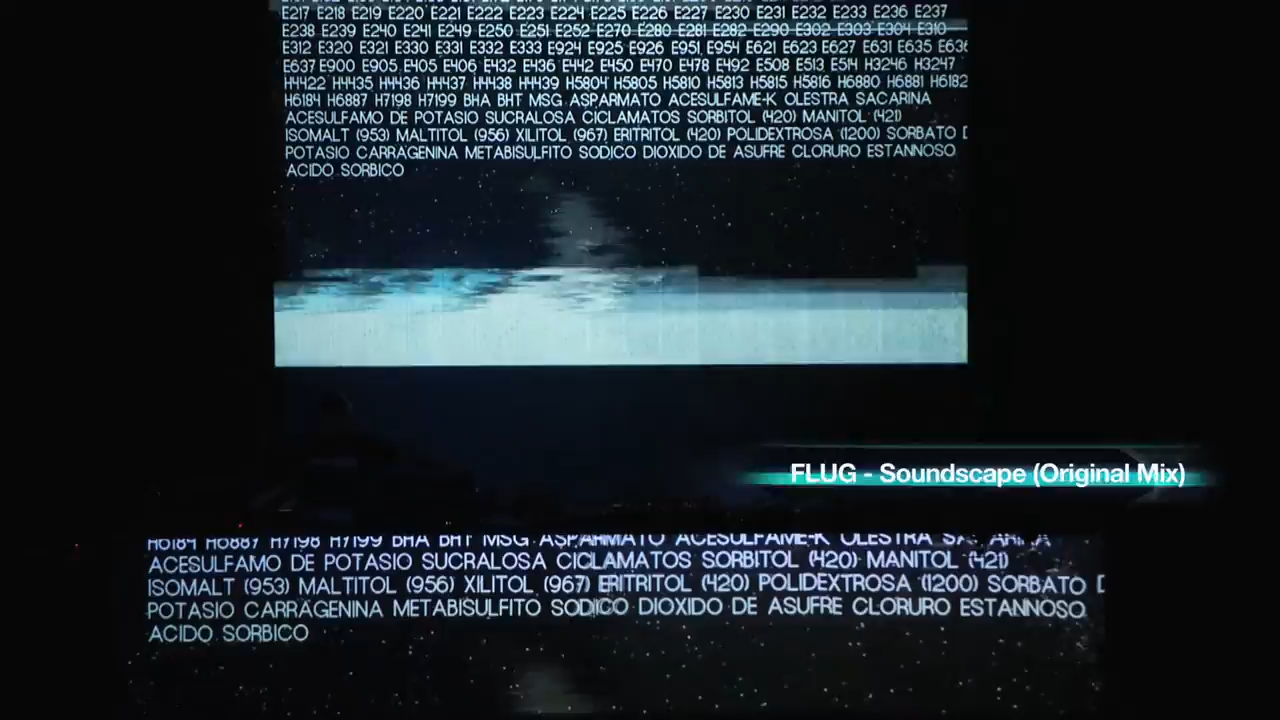 E217 E218 E219 E220 E221 E222 E223 E224 E225 E226 E227 E230 E231 E232 E233 E236 E237
E238 E239 E240 E241 E249 E250 E251 E252 E270 E280 E281 E282 E290 E302 E303 E304 E310
E312 E320 E321 E330 E331 E332 E333 E924 E925 E926 E951 E954 E621 E623 E627 E631 E635 E636
E637 E900 E905 E405 E406 E432 E436 E442 E450 E470 E478 E492 E508 E513 E514 H3246 H3247
H4422 H4435 H4436 H4437 H4438 H4439 H5804 H5805 H5810 H5813 H5815 H5816 H6880 H6881 H6182
H6184 H6887 H7198 H7199 BHA BHT MSG ASPARMATO ACESULFAME-K OLESTRA SACARINA
ACESULFAMO DE POTASIO SUCRALOSA CICLAMATOS SORBITOL (420) MANITOL (421)
ISOMALT (953) MALTITOL (956) XILITOL (967) ERITRITOL (420) POLIDEXTROSA (1200) SORBATO D
POTASIO CARRAGENINA METABISULFITO SODICO DIOXIDO DE ASUFRE CLORURO ESTANNOSO
ACIDO SORBICO
FLUG - Soundscape (Original Mix)
H6184 H6887 H7198 H7199 BHA BHT MSG ASPARMATO ACESULFAME-K OLESTRA
ACESULFAMO DE POTASIO SUCRALOSA CICLAMATOS SORBITOL (420) MANITOL (421)
ISOMALT (953) MALTITOL (956) XILITOL (967) ERITRITOL (420) POLIDEXTROSA (1200) SORBATO D
POTASIO CARRAGENINA METABISULFITO SODICO DIOXIDO DE ASUFRE CLORURO ESTANNOSO
ACIDO SORBICO